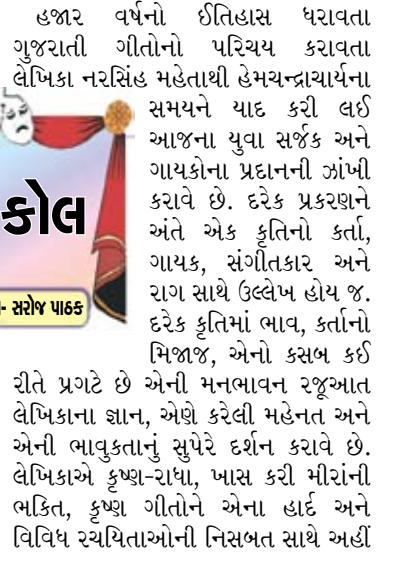 હજાર વર્ષનો ઈતિહાસ ધરાવતા
ગુજરાતી ગીતોનો પરિચય કરાવતા
લેખિકા નરસિંહ મહેતાથી હેમચન્દ્રાચાર્યના
સમયને યાદ કરી લઈ
આજના યુવા સર્જક અને
ગાયકોના પ્રદાનની ઝાંખી
કરાવે છે. દરેક પ્રકરણને
અંતે એક કૃતિનો કર્તા,
ગાયક, સંગીતકાર અને
રાગ સાથે ઉલ્લેખ હોય જ.
દરેક કૃતિમાં ભાવ, કર્તાનો
મિજાજ, એનો કસબ કઈ
રીતે પ્રગટે છે એની મનભાવન રજૂઆત
લેખિકાના જ્ઞાન, એણે કરેલી મહેનત અને
એની ભાવુકતાનું સુપેરે દર્શન કરાવે છે.
લેખિકાએ કૃષ્ણ-રાધા, ખાસ કરી મીરાંની
ભકિત, કૃષ્ણ ગીતોને એના હાર્દ અને
વિવિધ રચયિતાઓની નિસબત સાથે અહીં
કોલ
- સરોજ પાઠક